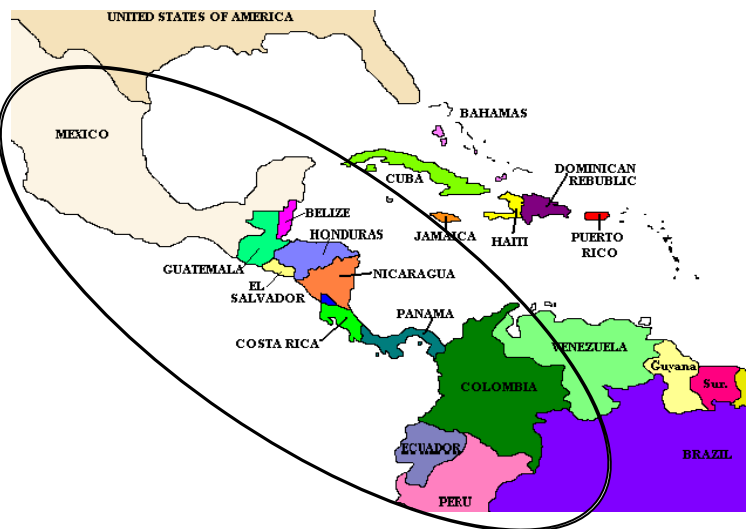 UNITED STATES OF AMERICA
MEXICO
BAHAMAS
CUBA
DOMINICAN
REBUBLIC
BELIZE
JAMAICA
HAITI
PUERTO
RICO
HONDURAS
GUATEMALA
EL
SALVADOR
NICARAGUA
PANAMA
COSTA RICA
VENEZUELA
Guyana
Sur.
COLOMBIA
ECUADOR
BRAZIL
PERU